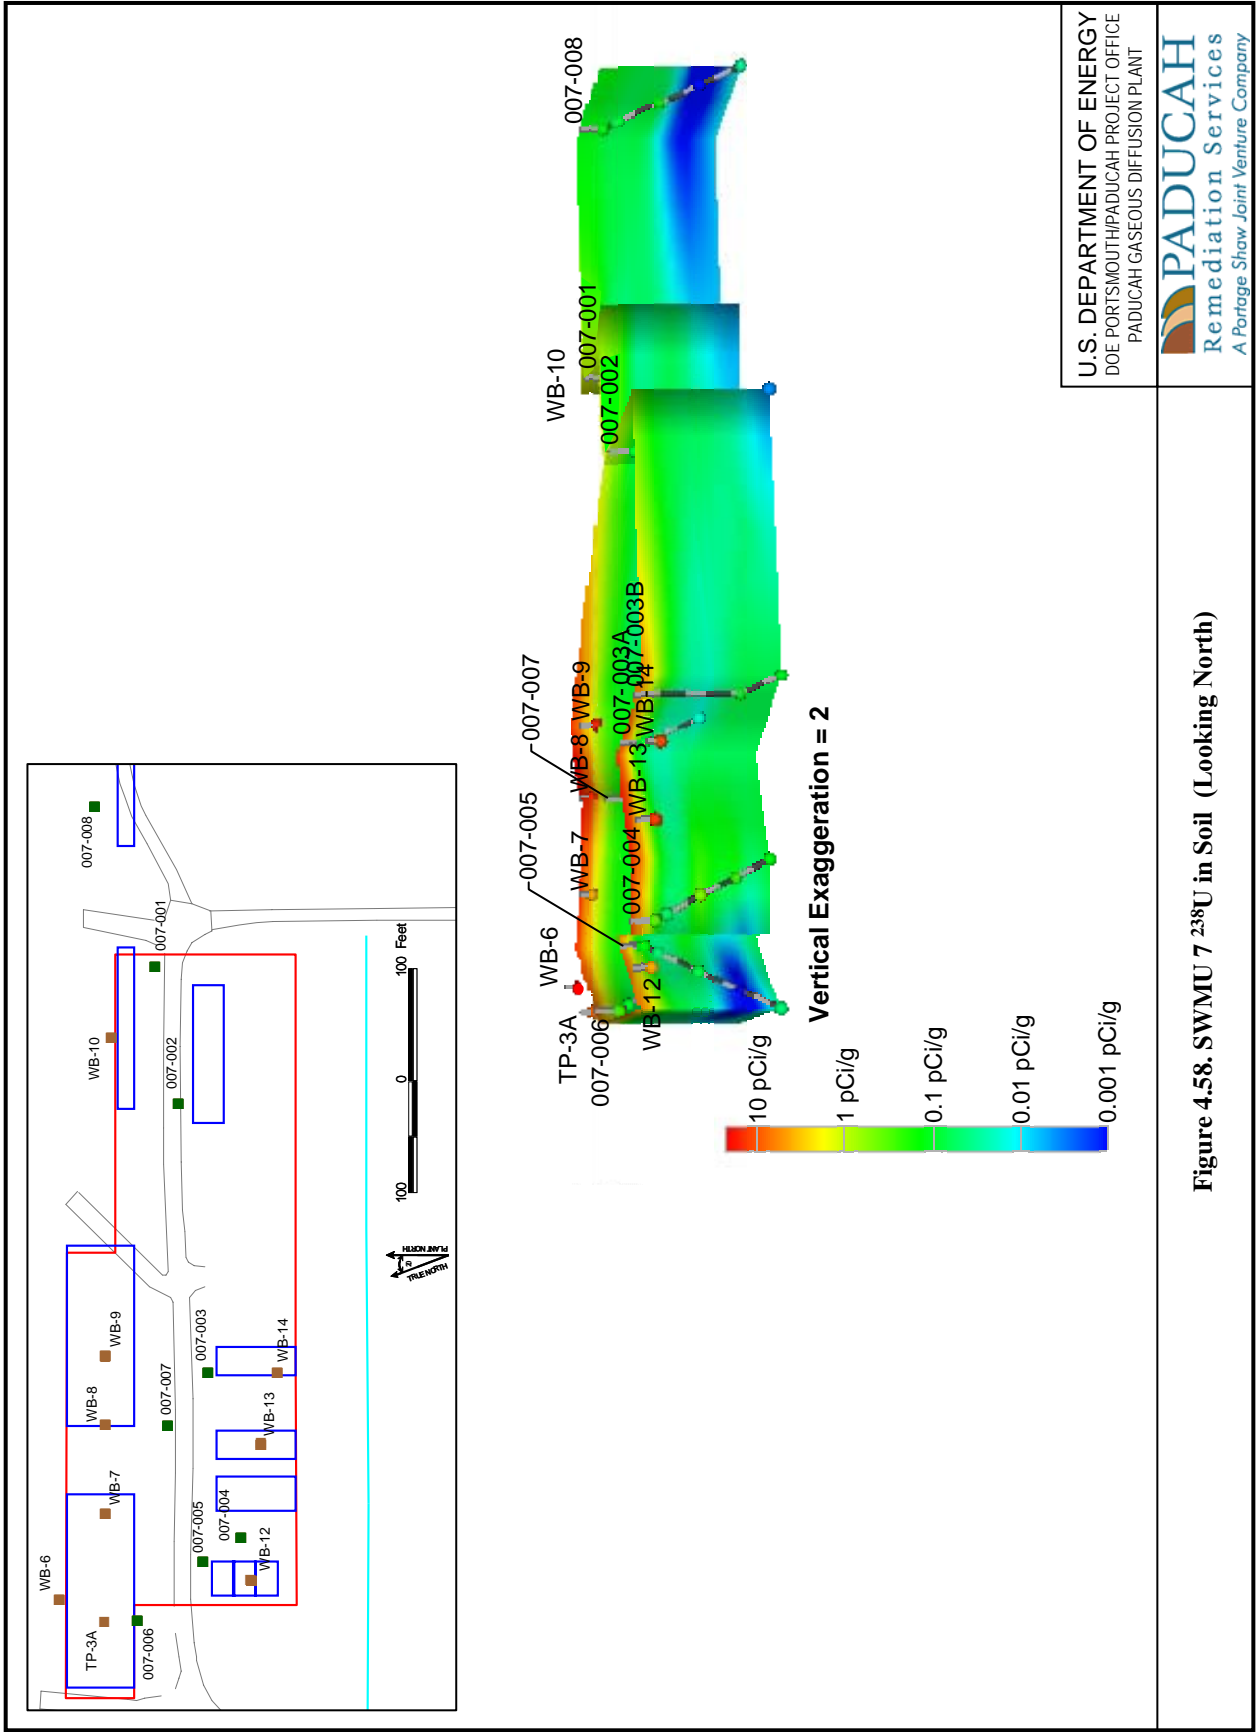 WB-6
TP-3A
007-006
WB-7
WB-8
WB-9
007-007
007-005
007-004
WB-12
007-003
WB-13
WB-14
WB-10
007-001
007-002
007-008
TRUE NORTH
PLANT NORTH
100 0 100 Feet
TP-3A
WB-6
007-006
WB-12
007-005
WB-7
007-004
007-007
WB-8
WB-9
WB-13
WB-14
007-003A
007-003B
WB-10
007-001
007-002
007-008
Vertical Exaggeration = 2
10 pCi/g
1 pCi/g
0.1 pCi/g
0.01 pCi/g
0.001 pCi/g
U.S. DEPARTMENT OF ENERGY
DOE PORTSMOUTH/PADUCAH PROJECT OFFICE
PADUCAH GASEOUS DIFFUSION PLANT
PADUCAH
Remediation Services
A Portage Shaw Joint Venture Company
Figure 4.58. SWMU 7 ²³⁸U in Soil (Looking North)